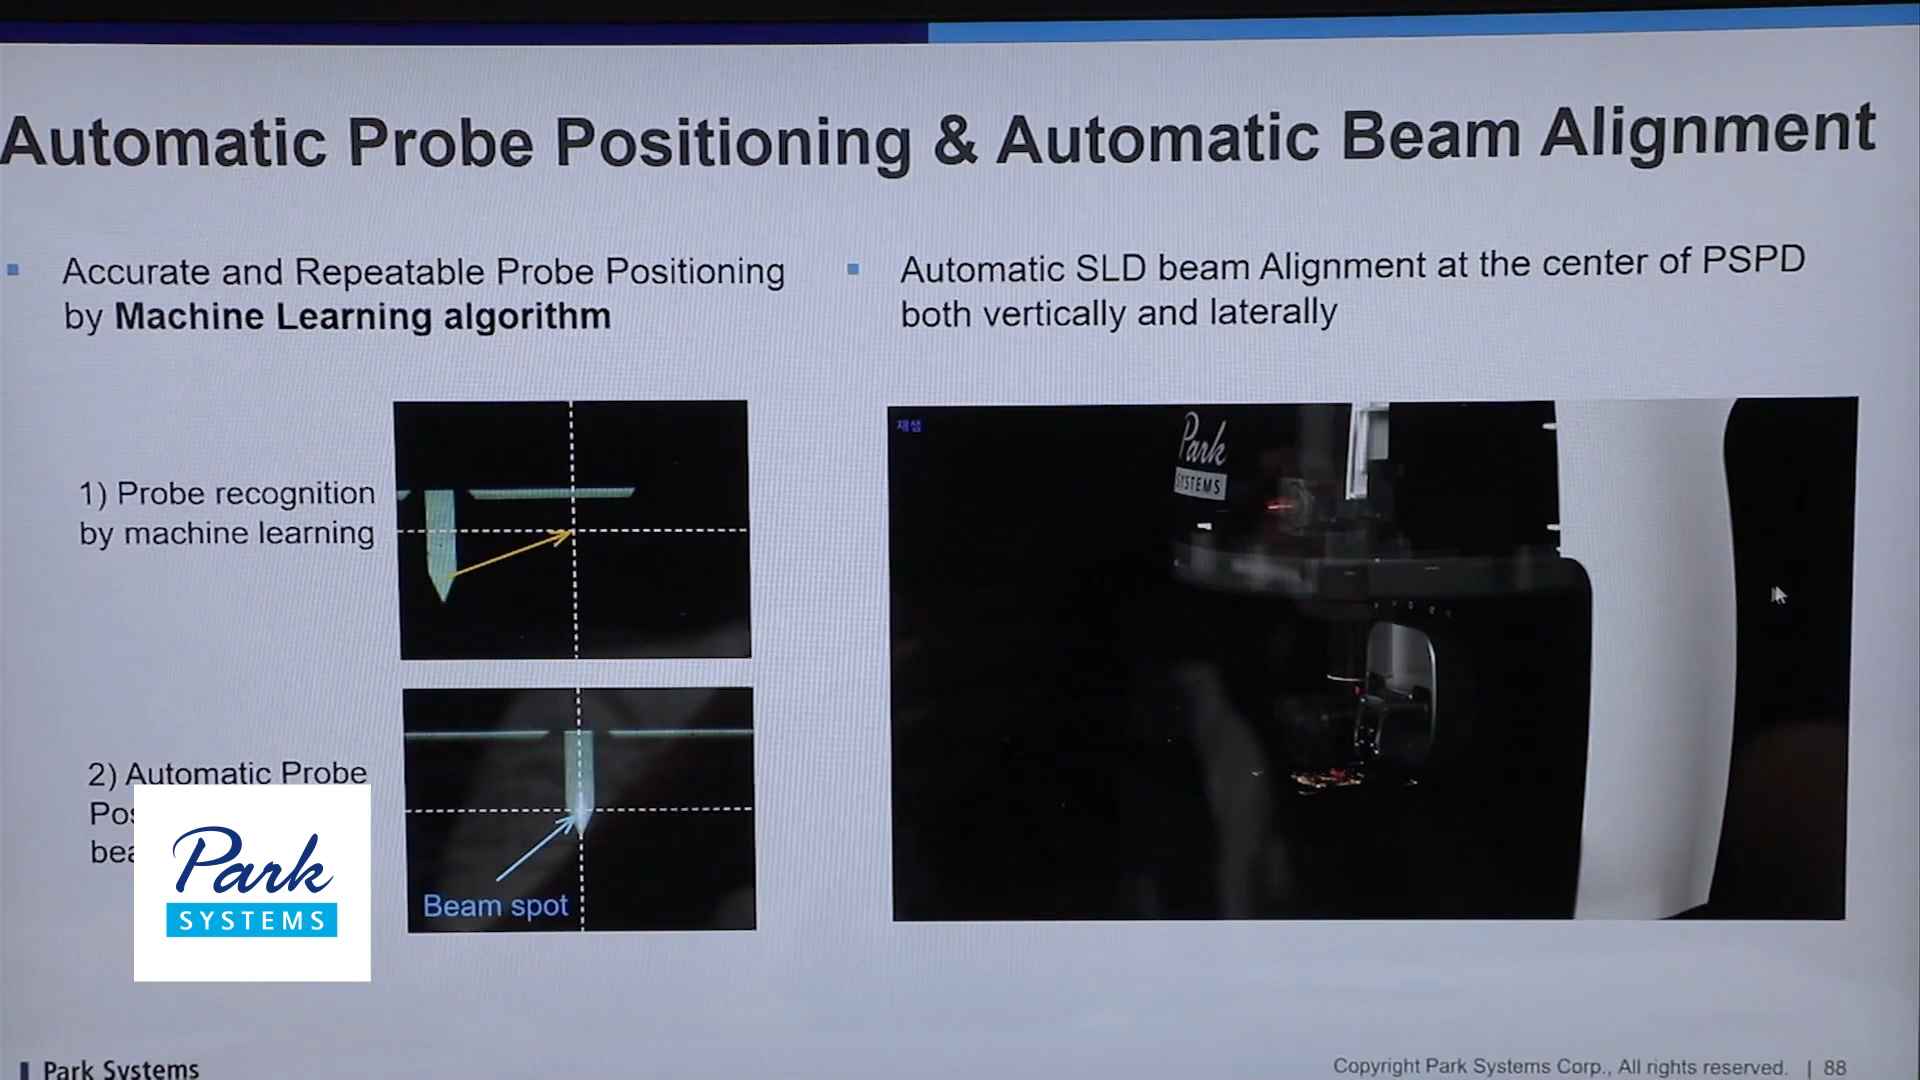 Automatic Probe Positioning & Automatic Beam Alignment
Accurate and Repeatable Probe Positioning
by Machine Learning algorithm
Automatic SLD beam Alignment at the center of PSPD
both vertically and laterally
1) Probe recognition
by machine learning
2) Automatic Probe
Beam spot
Park
SYSTEMS
재생
Park
SYSTEMS
Park Systems
Copyright Park Systems Corp., All rights reserved. | 88